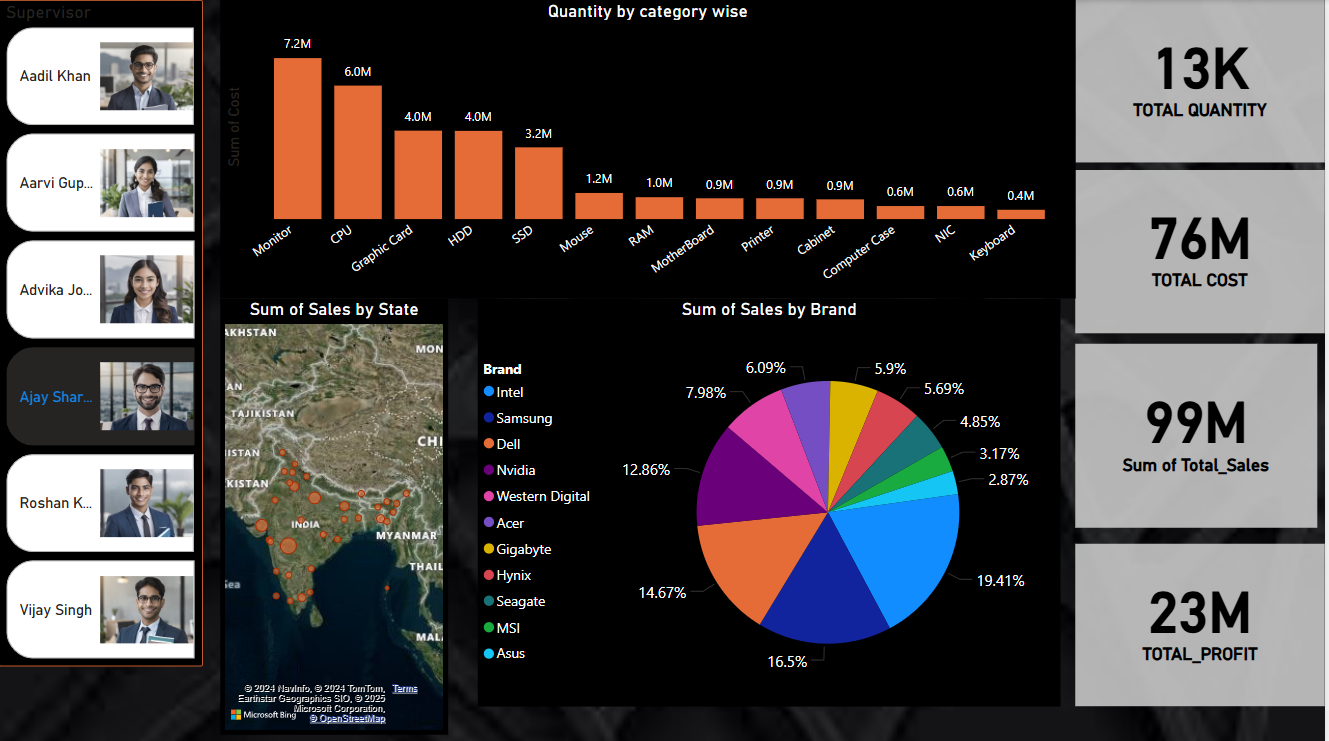 Supervisor
Aadil Khan
Aarvi Gup...
Advika Jo...
Ajay Shar...
Roshan K...
Vijay Singh
Quantity by category wise
Sum of Cost
7.2M
6.0M
4.0M
4.0M
3.2M
1.2M
1.0M
0.9M
0.9M
0.9M
0.6M
0.6M
0.4M
Monitor
CPU
Graphic Card
HDD
SSD
Mouse
RAM
MotherBoard
Printer
Cabinet
Computer Case
NIC
Keyboard
Sum of Sales by State
AKHSTAN
MON
AN
TAJIKISTAN
CHI
ISTAN
KISTAN
INDIA
MYANMAR
THAIL
Sea
MALA
© 2024 NavInfo, © 2024 TomTom, Terms
Earthstar Geographics SIO, © 2025
Microsoft Corporation,
Microsoft Bing © OpenStreetMap
Sum of Sales by Brand
Brand
Intel
Samsung
Dell
Nvidia
Western Digital
Acer
Gigabyte
Hynix
Seagate
MSI
Asus
6.09%
5.9%
7.98%
5.69%
4.85%
12.86%
3.17%
2.87%
14.67%
19.41%
16.5%
13K
TOTAL QUANTITY
76M
TOTAL COST
99M
Sum of Total_Sales
23M
TOTAL_PROFIT